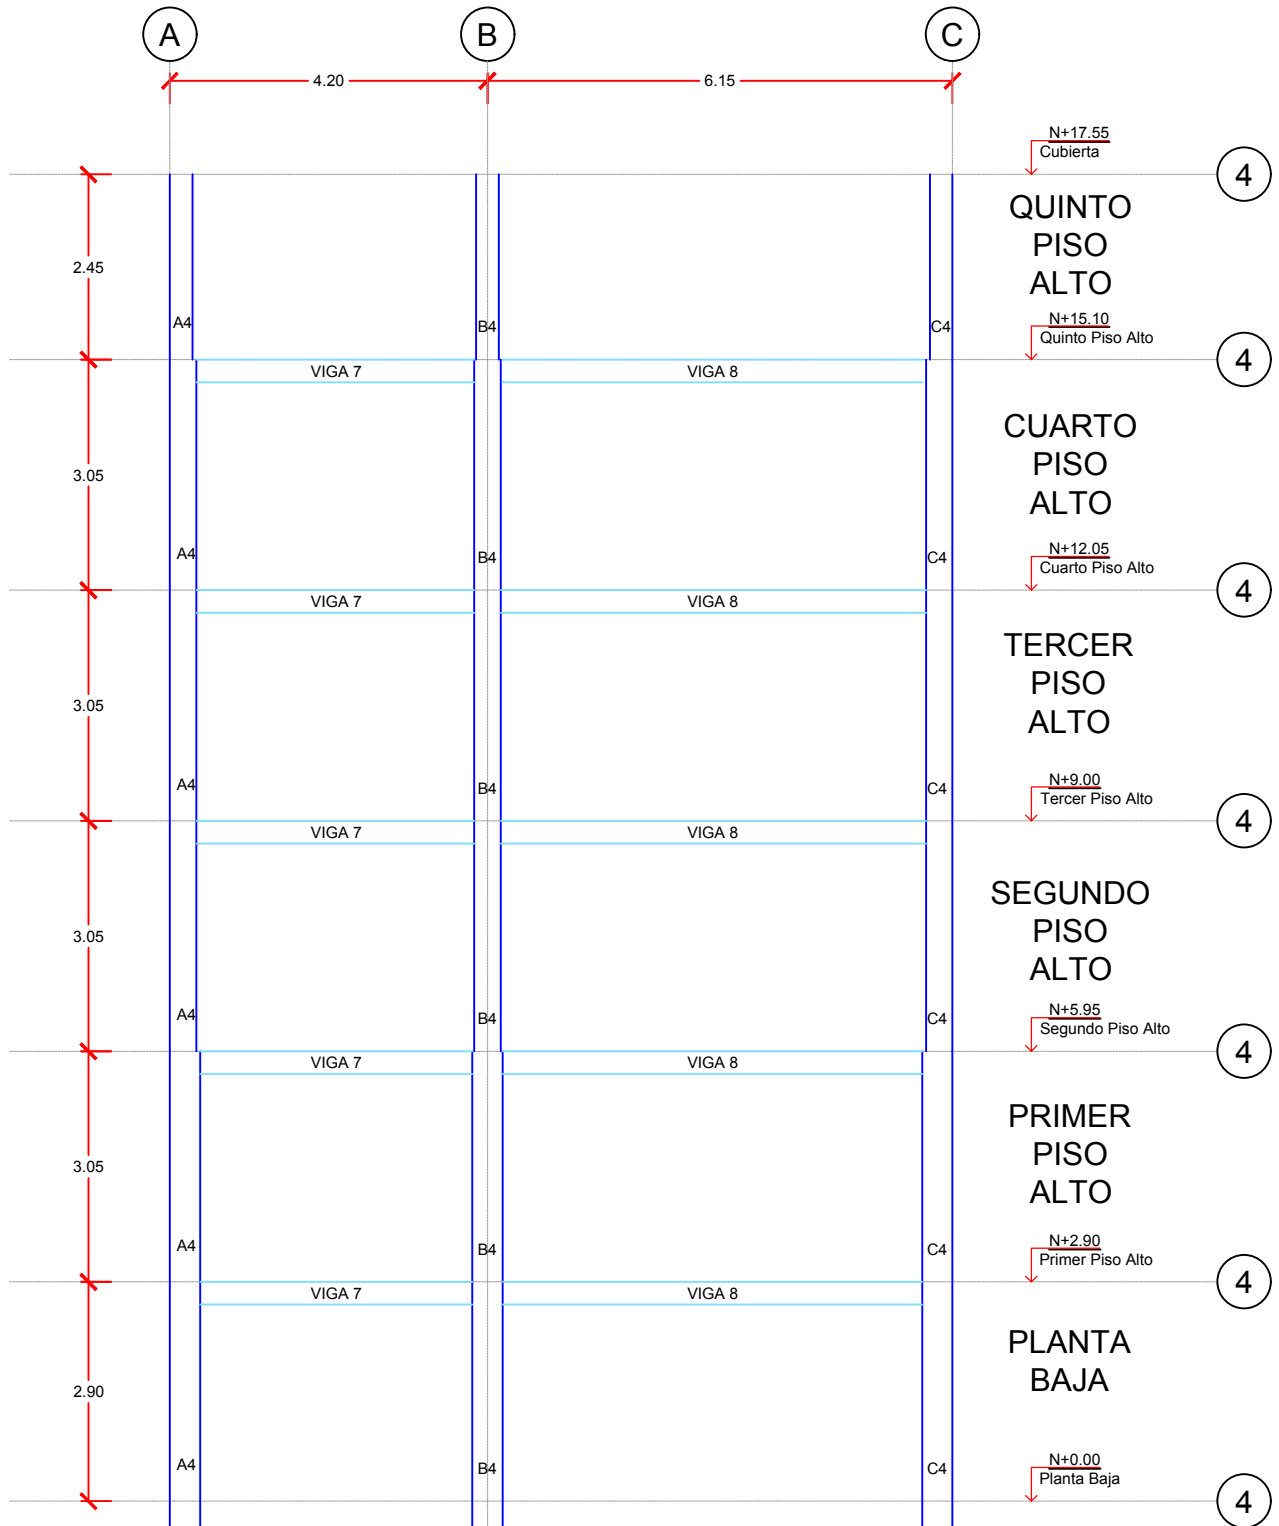 A
B
C
4.20
6.15
N+17.55
Cubierta
4
QUINTO
PISO
ALTO
2.45
A4
B4
C4
N+15.10
Quinto Piso Alto
4
VIGA 7
VIGA 8
CUARTO
PISO
ALTO
3.05
A4
B4
C4
N+12.05
Cuarto Piso Alto
4
VIGA 7
VIGA 8
TERCER
PISO
ALTO
3.05
A4
B4
C4
N+9.00
Tercer Piso Alto
4
VIGA 7
VIGA 8
SEGUNDO
PISO
ALTO
3.05
A4
B4
C4
N+5.95
Segundo Piso Alto
4
VIGA 7
VIGA 8
PRIMER
PISO
ALTO
3.05
A4
B4
C4
N+2.90
Primer Piso Alto
4
VIGA 7
VIGA 8
PLANTA
BAJA
2.90
A4
B4
C4
N+0.00
Planta Baja
4